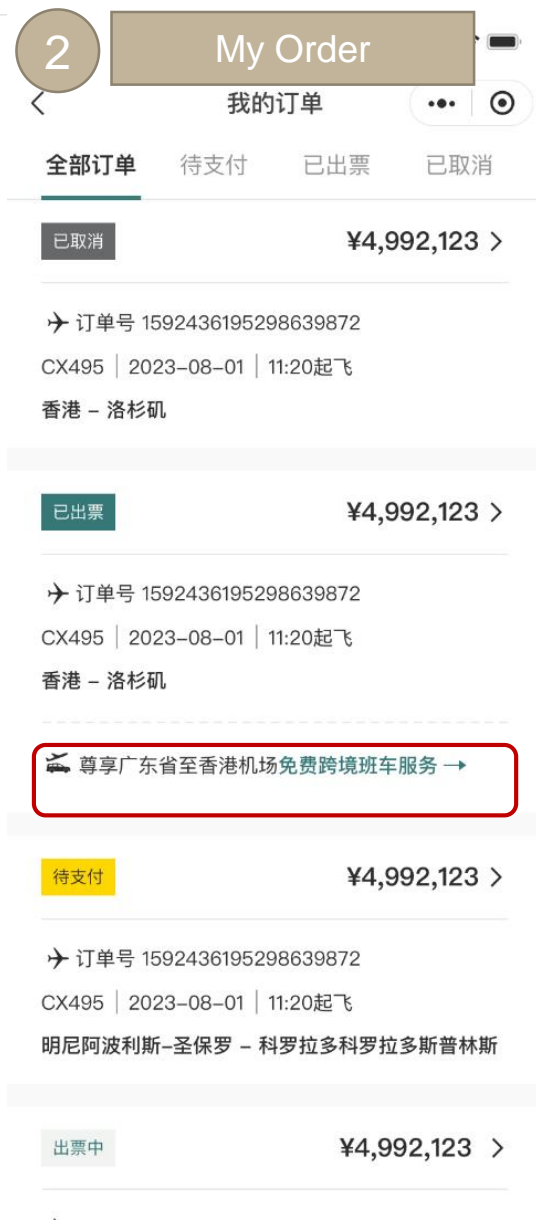 2
My Order
我的订单
全部订单 待支付 已出票 已取消
已取消 ¥4,992,123
订单号 1592436195298639872
CX495 | 2023-08-01 | 11:20起飞
香港 – 洛杉矶
已出票 ¥4,992,123
订单号 1592436195298639872
CX495 | 2023-08-01 | 11:20起飞
香港 – 洛杉矶
尊享广东省至香港机场免费跨境班车服务 →
待支付 ¥4,992,123
订单号 1592436195298639872
CX495 | 2023-08-01 | 11:20起飞
明尼阿波利斯–圣保罗 – 科罗拉多科罗拉多斯普林斯
出票中 ¥4,992,123